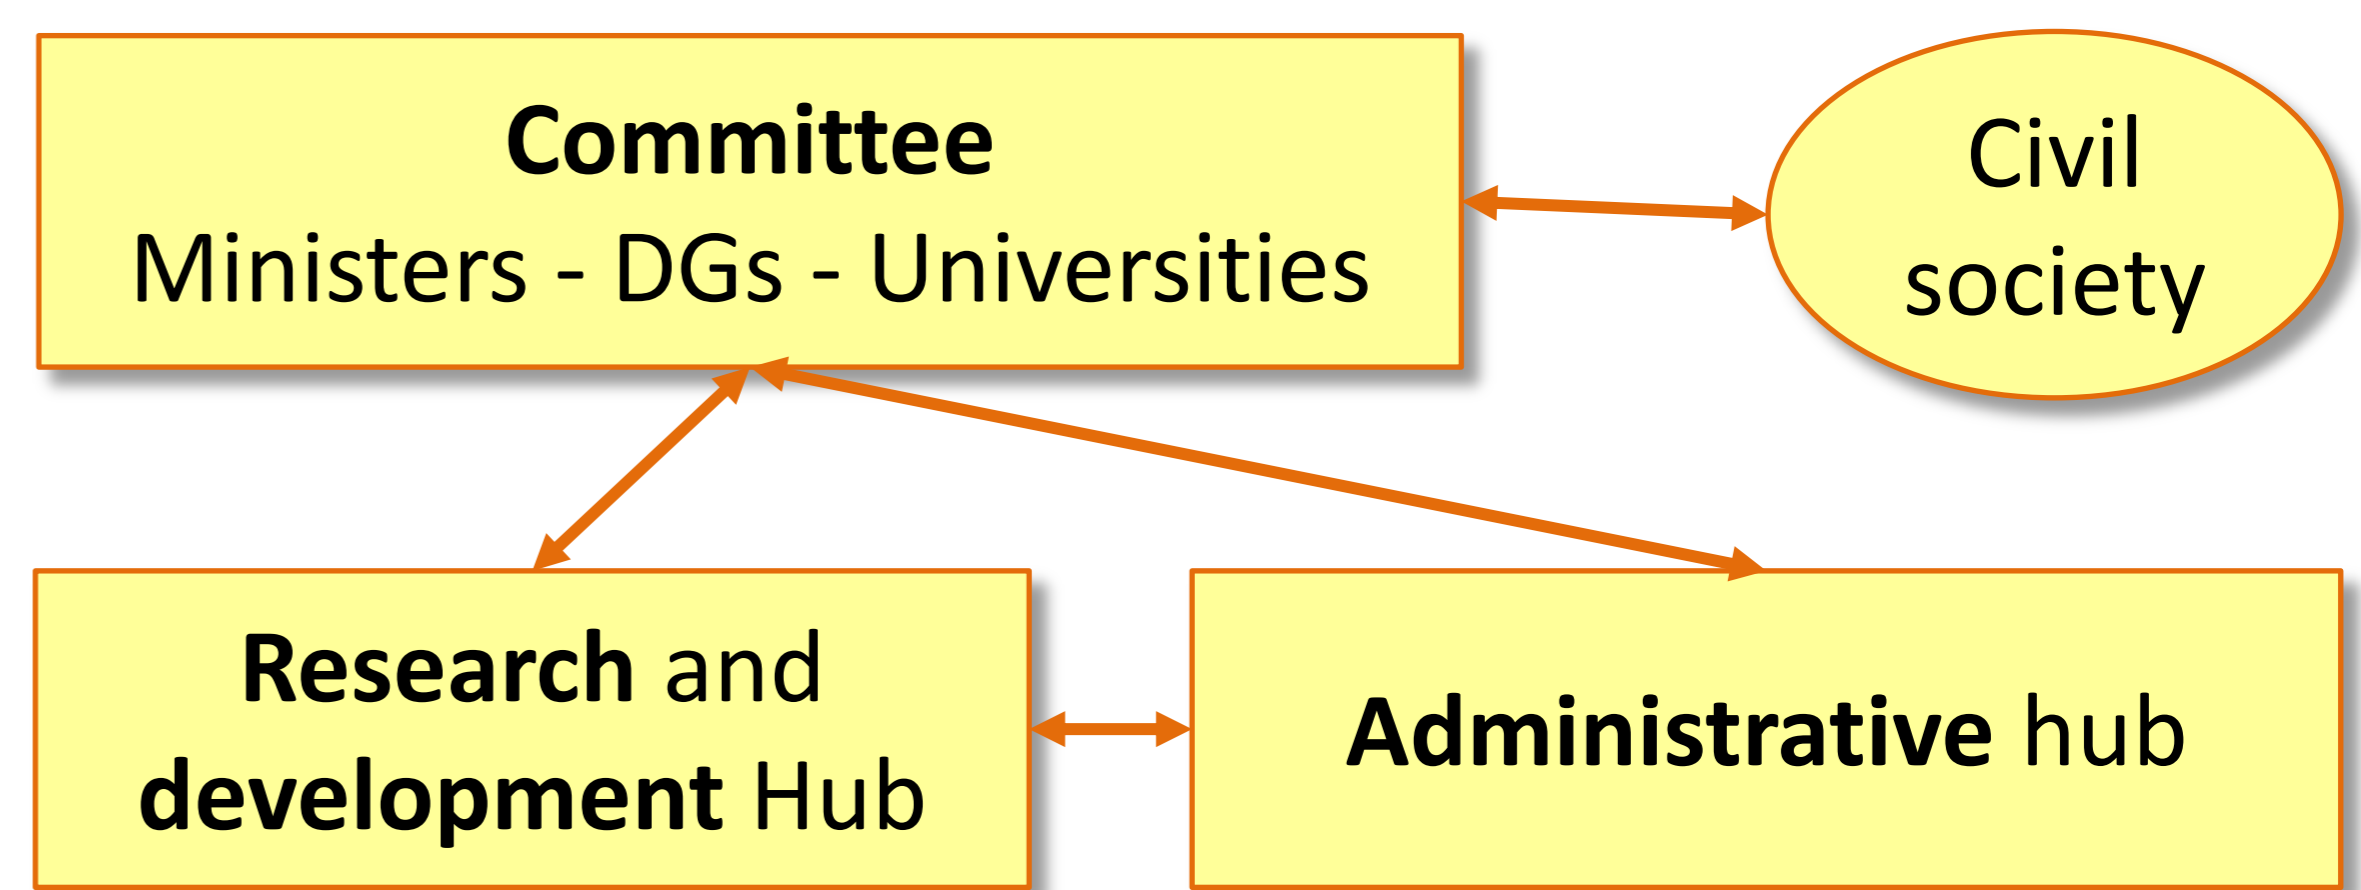 Committee
Ministers - DGs - Universities
Civil
society
Research and
development Hub
Administrative hub